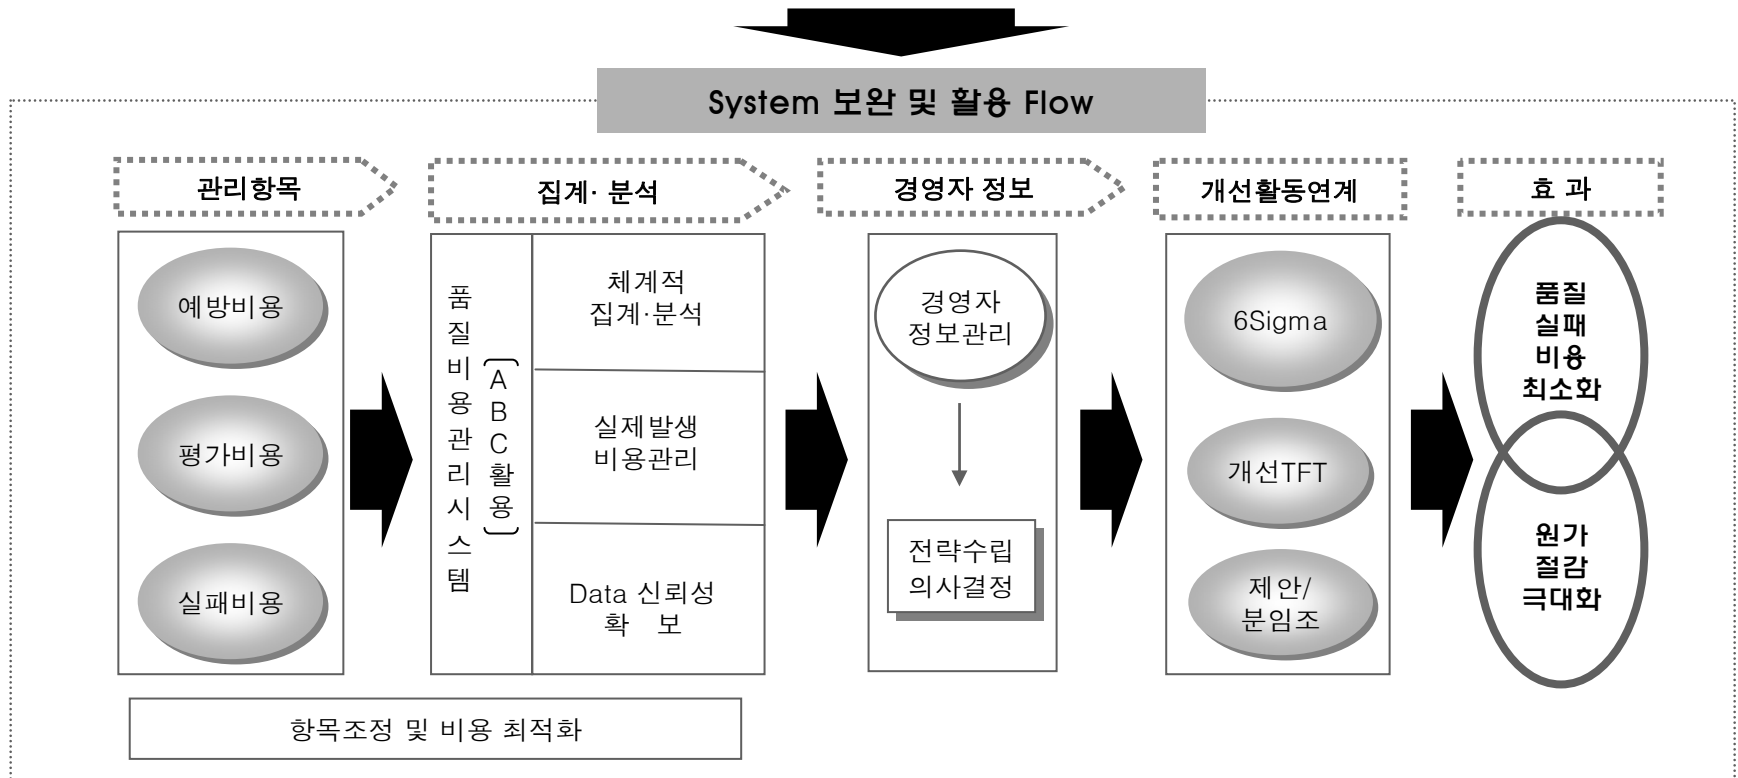 System 보완 및 활용 Flow
관리항목
집계· 분석
경영자 정보
개선활동연계
효 과
예방비용
평가비용
실패비용
품질비용관리시스템
(ABC활용)
체계적
집계·분석
실제발생
비용관리
Data 신뢰성
확 보
경영자
정보관리
전략수립
의사결정
6Sigma
개선TFT
제안/
분임조
품질
실패
비용
최소화
원가
절감
극대화
항목조정 및 비용 최적화